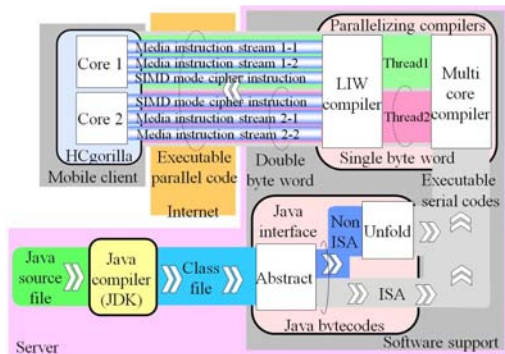 Parallelizing compilers
Core 1
Media instruction stream 1-1
Media instruction stream 1-2
SIMD mode cipher instruction
SIMD mode cipher instruction
Media instruction stream 2-1
Media instruction stream 2-2
Core 2
LIW
compiler
Thread1
Thread2
Multi
core
compiler
HCgorilla
Mobile client
Executable
parallel code
Internet
Double
byte word
Single byte word
Executable
serial codes
Java
interface
Non
ISA
Unfold
Java
source
file
Java
compiler
(JDK)
Class
file
Abstract
ISA
Java bytecodes
Server
Software support